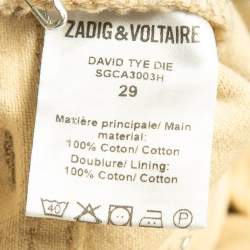 ZADIG & VOLTAIRE
DAVID TYE DIE
SGCA3003H
29
Matière principale/ Main
material:
100% Coton/ Cotton
Doublure/ Lining:
100% Coton/ Cotton
40 P